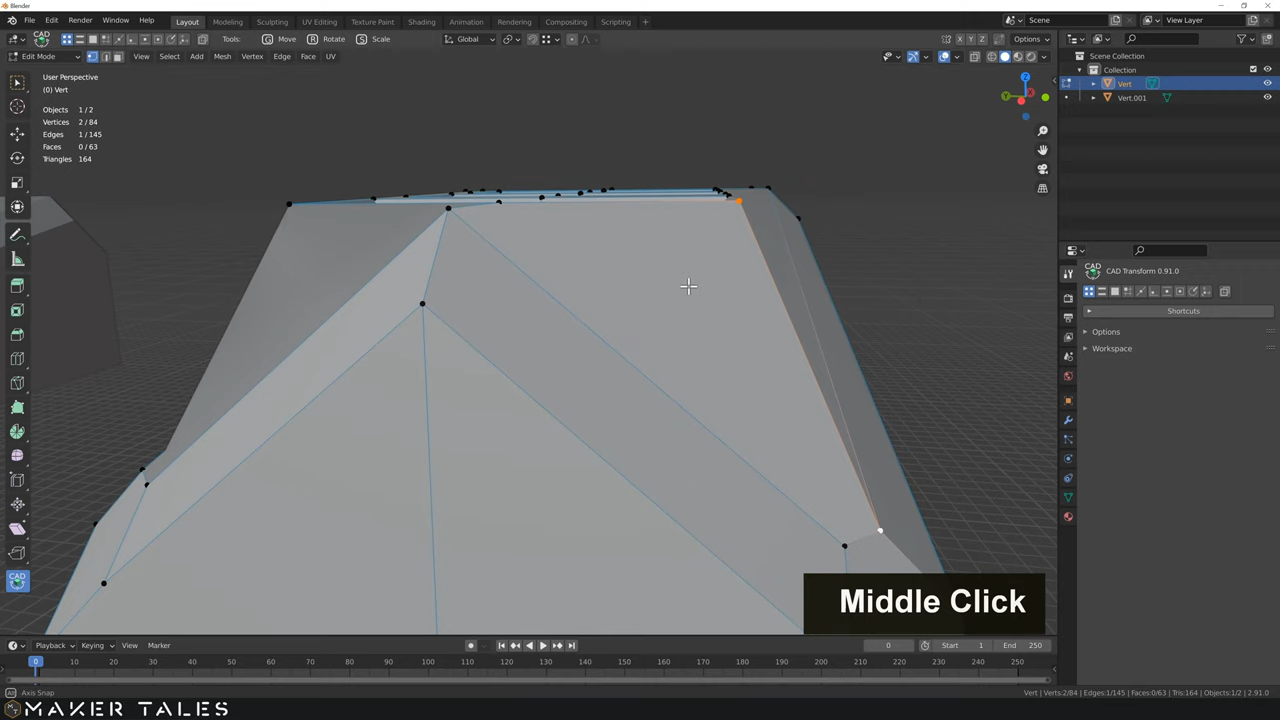 Blender
File Edit Render Window Help Layout Modeling Sculpting UV Editing Texture Paint Shading Animation Rendering Compositing Scripting + Scene View Layer
CAD Tools: Move Rotate Scale Global X Y Z Options
Edit Mode View Select Add Mesh Vertex Edge Face UV
User Perspective
(0) Vert
Objects 1 / 2
Vertices 2 / 84
Edges 1 / 145
Faces 0 / 63
Triangles 164
Z
Y
X
Scene Collection
Collection
Vert
Vert.001
CAD CAD Transform 0.91.0
Shortcuts
Options
Workspace
CAD
Middle Click
Playback Keying View Marker 0 Start 1 End 250
0 10 20 30 40 50 60 70 80 90 100 110 120 130 140 150 160 170 180 190 200 210 220 230 240 250
Axis Snap
Vert | Verts:2/84 | Edges:1/145 | Faces:0/63 | Tris:164 | Objects:1/2 | 2.91.0
MAKER TALES